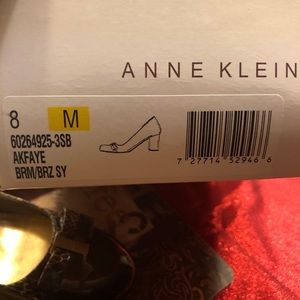 ANNE KLEIN
8 M
60264925-3SB
AKFAYE
BRM/BRZ SY
7 27714 52946 6